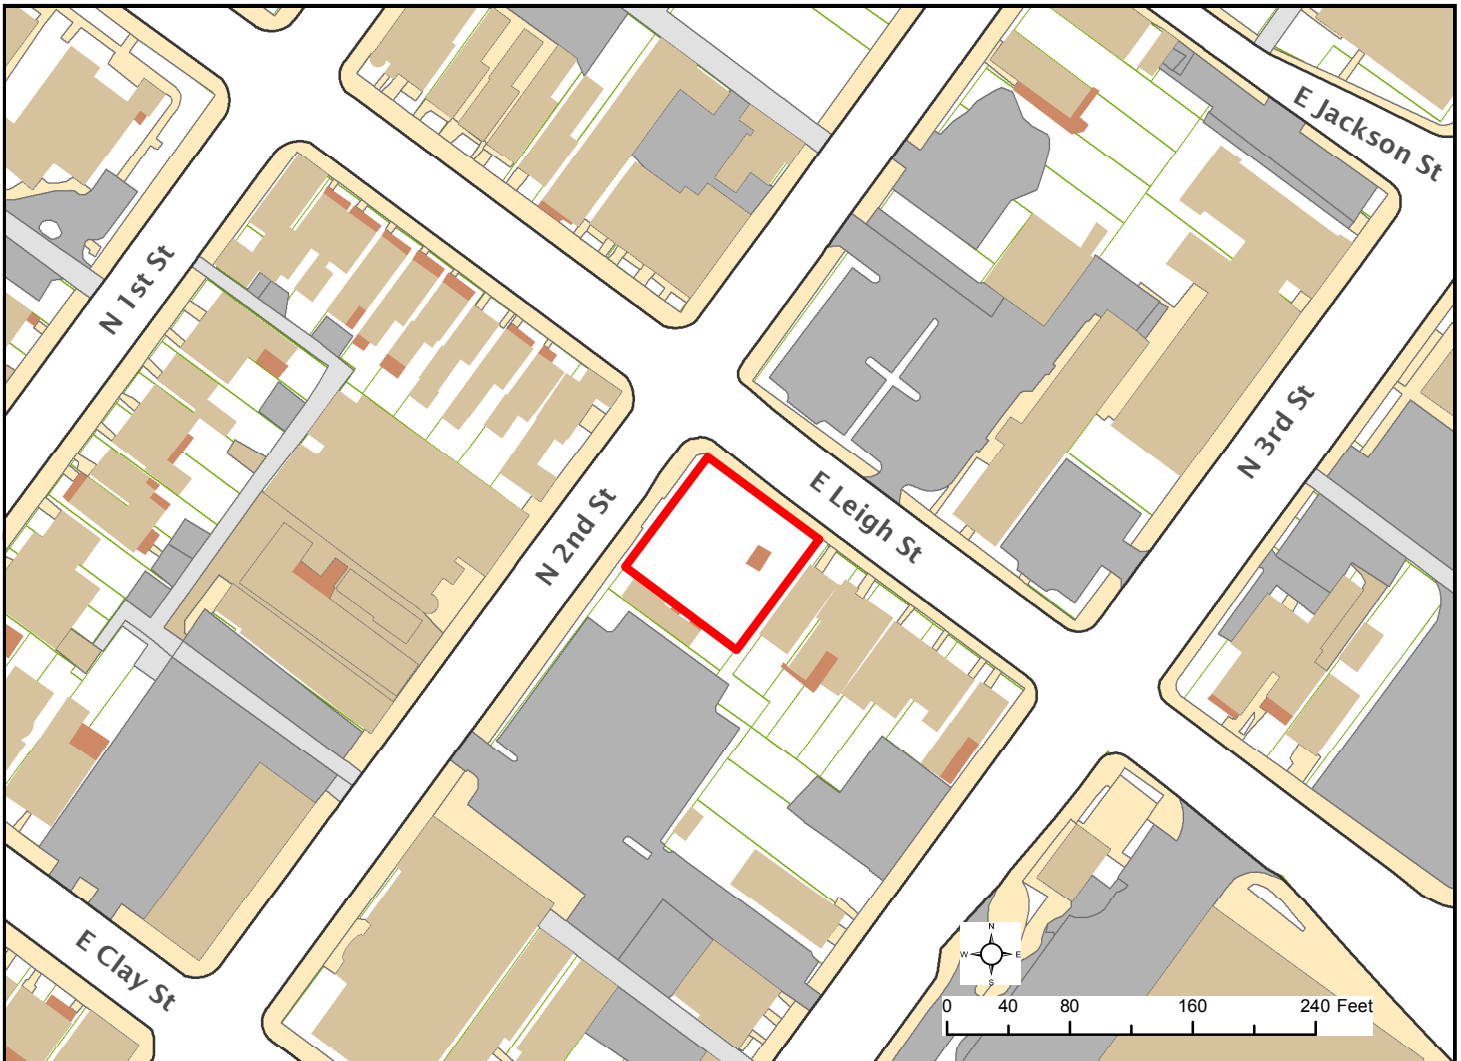 E Jackson St
N 1st St
N 3rd St
E Leigh St
N 2nd St
E Clay St
N
W E
S
0 40 80 160 240 Feet